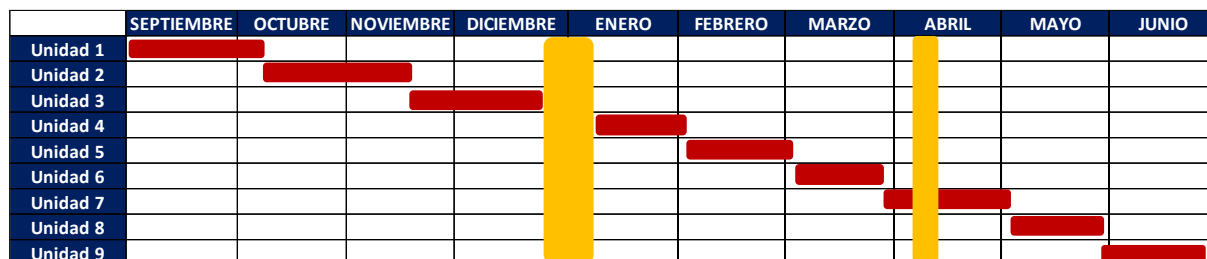 SEPTIEMBRE OCTUBRE NOVIEMBRE DICIEMBRE ENERO FEBRERO MARZO ABRIL MAYO JUNIO
Unidad 1
Unidad 2
Unidad 3
Unidad 4
Unidad 5
Unidad 6
Unidad 7
Unidad 8
Unidad 9